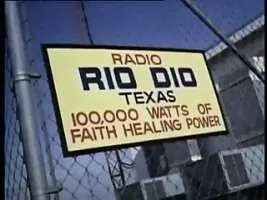 RADIO
RIO DIO
TEXAS
100,000 WATTS OF
FAITH HEALING POWER